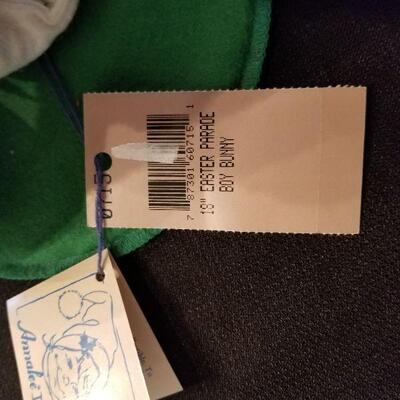 0715
7 87301 60715 1
18" EASTER PARADE
BOY BUNNY
Annalee